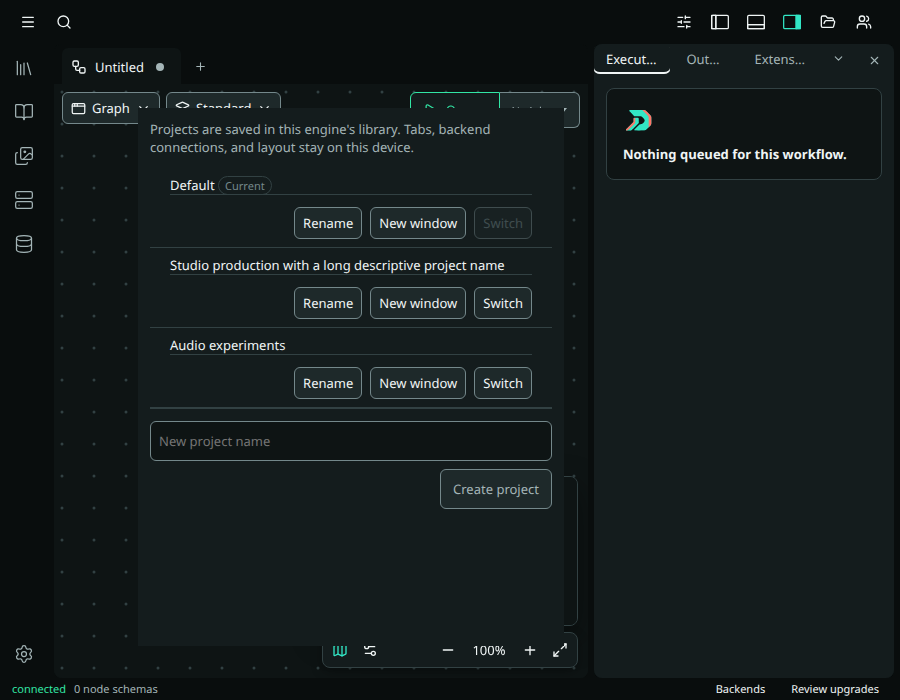 Untitled
Execut...
Out...
Extens...
Graph
Standard
Projects are saved in this engine's library. Tabs, backend
connections, and layout stay on this device.
Default Current
Rename
New window
Switch
Studio production with a long descriptive project name
Rename
New window
Switch
Audio experiments
Rename
New window
Switch
New project name
Create project
Nothing queued for this workflow.
100%
connected
0 node schemas
Backends
Review upgrades